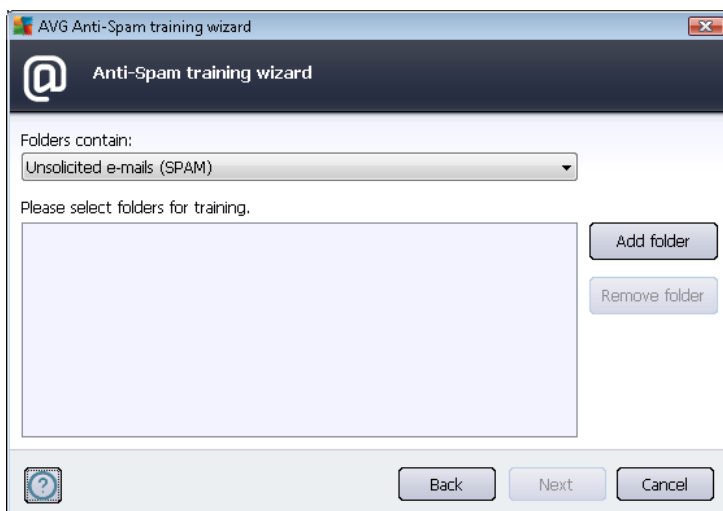 AVG Anti-Spam training wizard
Anti-Spam training wizard
Folders contain:
Unsolicited e-mails (SPAM)
Please select folders for training.
Add folder
Remove folder
Back
Next
Cancel